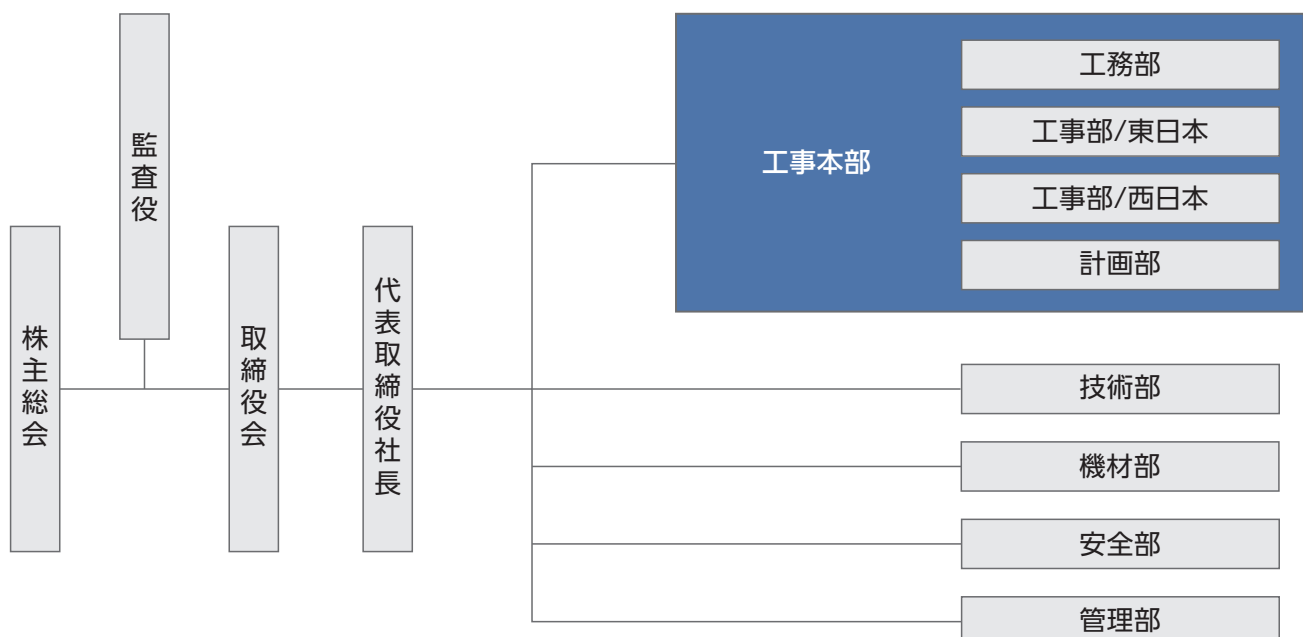 株主総会
監査役
取締役会
代表取締役社長
工事本部
工務部
工事部/東日本
工事部/西日本
計画部
技術部
機材部
安全部
管理部